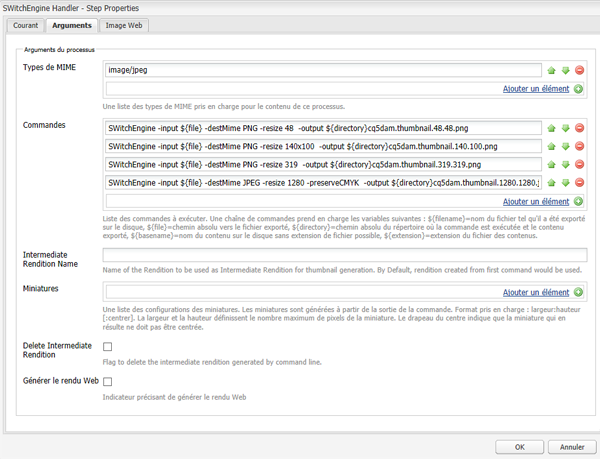 SWitchEngine Handler - Step Properties
Courant Arguments Image Web
Arguments du processus
Types de MIME image/jpeg
Ajouter un élément
Une liste des types de MIME pris en charge pour le contenu de ce processus.
Commandes SWitchEngine -input ${file} -destMime PNG -resize 48 -output ${directory}cq5dam.thumbnail.48.48.png
SWitchEngine -input ${file} -destMime PNG -resize 140x100 -output ${directory}cq5dam.thumbnail.140.100.png
SWitchEngine -input ${file} -destMime PNG -resize 319 -output ${directory}cq5dam.thumbnail.319.319.png
SWitchEngine -input ${file} -destMime JPEG -resize 1280 -preserveCMYK -output ${directory}cq5dam.thumbnail.1280.1280.j
Ajouter un élément
Liste des commandes à exécuter. Une chaîne de commandes prend en charge les variables suivantes : ${filename}=nom du fichier tel qu'il a été exporté
sur le disque, ${file}=chemin absolu vers le fichier exporté, ${directory}=chemin absolu du répertoire où la commande est exécutée et le contenu
exporté, ${basename}=nom du contenu sur le disque sans extension de fichier possible, ${extension}=extension du fichier des contenus.
Intermediate
Rendition Name
Name of the Rendition to be used as Intermediate Rendition for thumbnail generation. By Default, rendition created from first command would be used.
Miniatures
Ajouter un élément
Une liste des configurations des miniatures. Les miniatures sont générées à partir de la sortie de la commande. Format pris en charge : largeur:hauteur
[:centrer]. La largeur et la hauteur définissent le nombre maximum de pixels de la miniature. Le drapeau du centre indique que la miniature qui en
résulte ne doit pas être centrée.
Delete Intermediate
Rendition
Flag to delete the intermediate rendition generated by command line.
Générer le rendu Web
Indicateur précisant de générer le rendu Web
OK Annuler